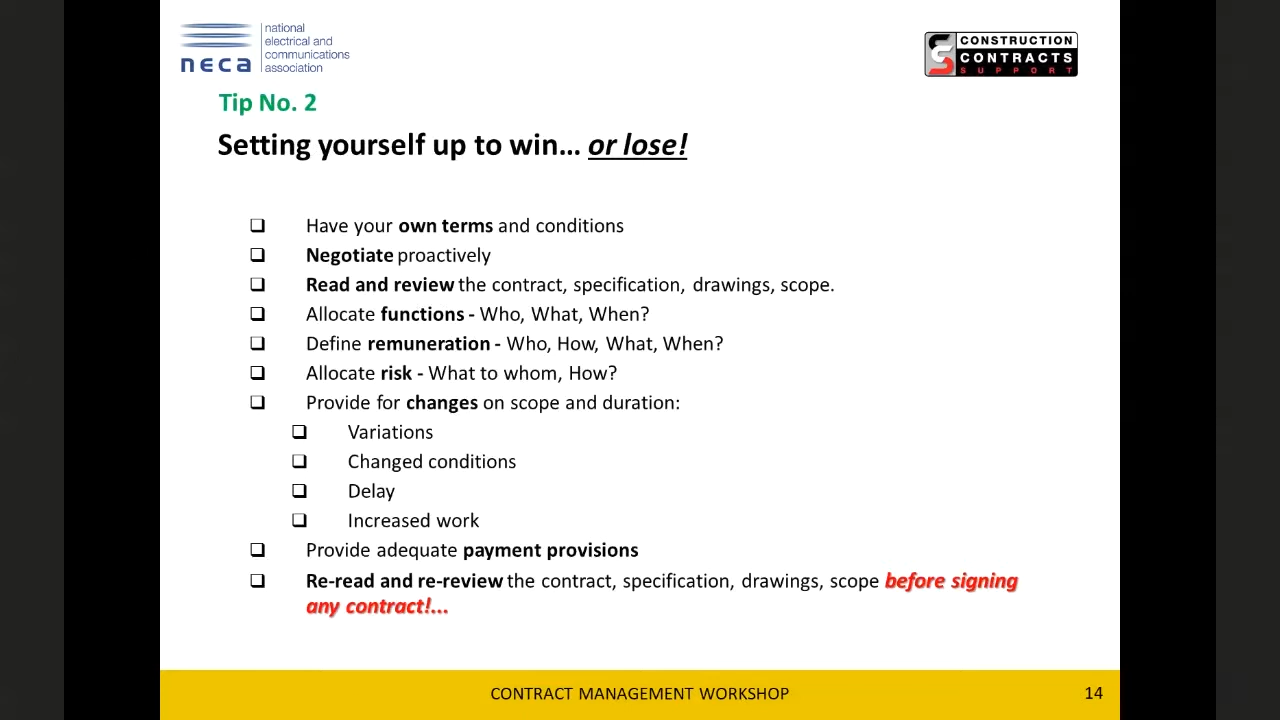 neca
national
electrical and
communications
association
CONSTRUCTION
CONTRACTS
SUPPORT
Tip No. 2
Setting yourself up to win... or lose!
❑ Have your own terms and conditions
❑ Negotiate proactively
❑ Read and review the contract, specification, drawings, scope.
❑ Allocate functions - Who, What, When?
❑ Define remuneration - Who, How, What, When?
❑ Allocate risk - What to whom, How?
❑ Provide for changes on scope and duration:
❑ Variations
❑ Changed conditions
❑ Delay
❑ Increased work
❑ Provide adequate payment provisions
❑ Re-read and re-review the contract, specification, drawings, scope before signing
any contract!...
CONTRACT MANAGEMENT WORKSHOP
14